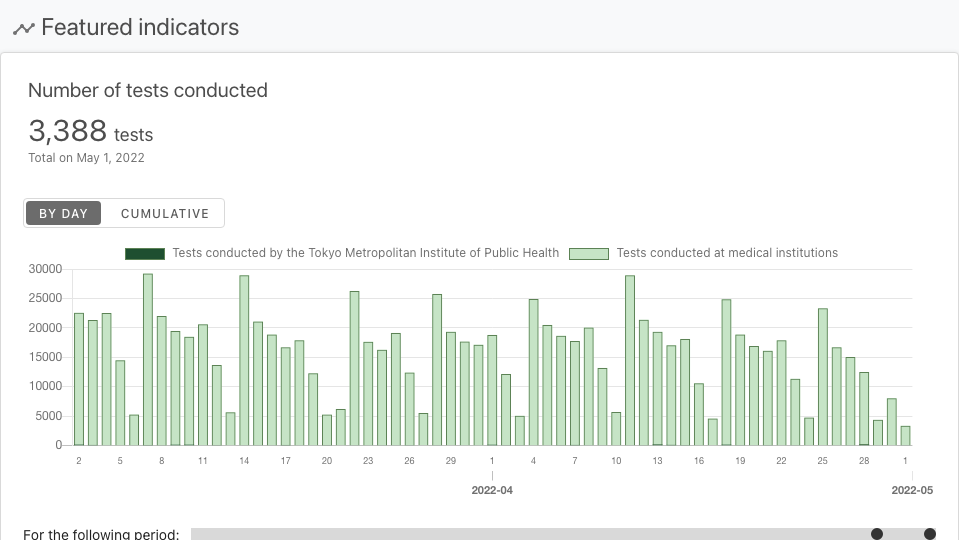 Featured indicators
Number of tests conducted
3,388 tests
Total on May 1, 2022
BY DAY CUMULATIVE
Tests conducted by the Tokyo Metropolitan Institute of Public Health Tests conducted at medical institutions
30000
25000
20000
15000
10000
5000
0
2 5 8 11 14 17 20 23 26 29 1 4 7 10 13 16 19 22 25 28 1
2022-04 2022-05
For the following period: